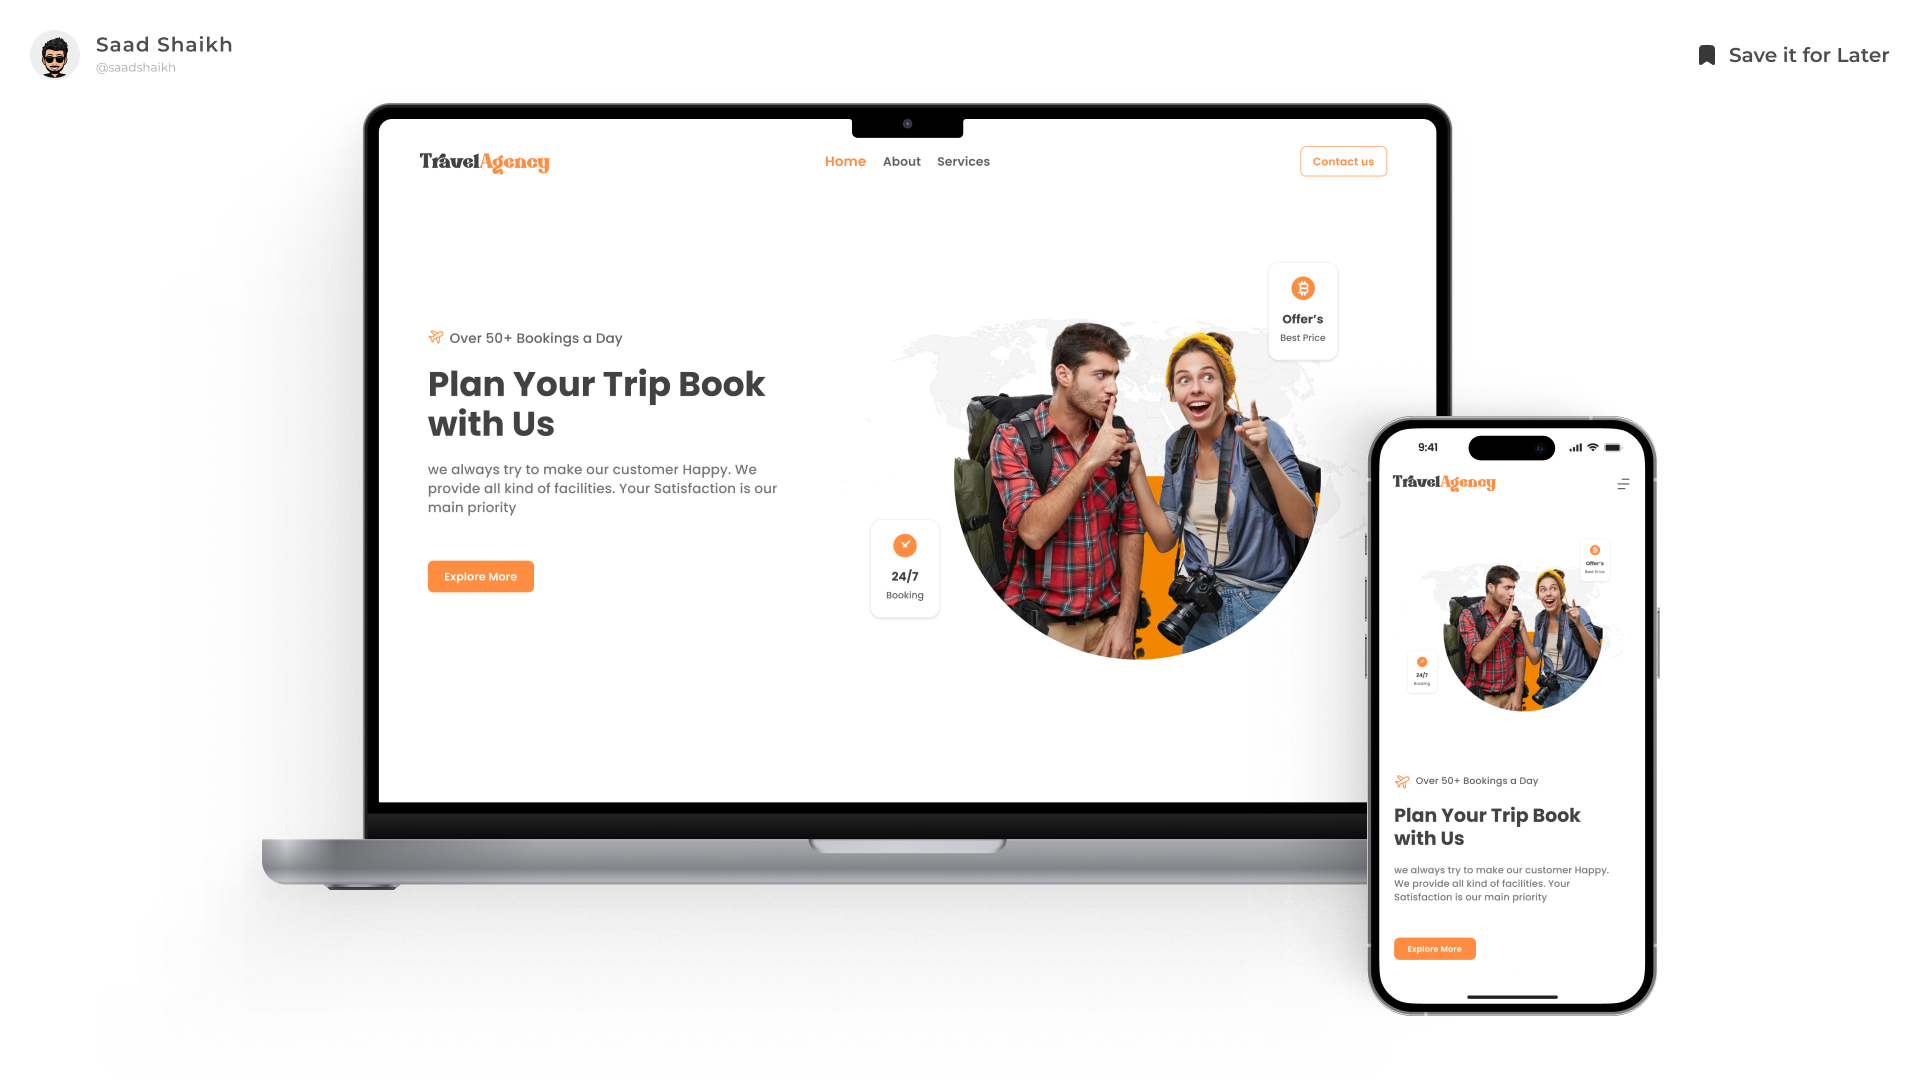 Saad Shaikh
@saadshaikh
Save it for Later
TravelAgency
Home
About
Services
Contact us
Over 50+ Bookings a Day
Plan Your Trip Book
with Us
we always try to make our customer Happy. We
provide all kind of facilities. Your Satisfaction is our
main priority
Explore More
Offer's
Best Price
24/7
Booking
9:41
TravelAgency
Offer's
Best Price
24/7
Booking
Over 50+ Bookings a Day
Plan Your Trip Book
with Us
we always try to make our customer Happy.
We provide all kind of facilities. Your
Satisfaction is our main priority
Explore More